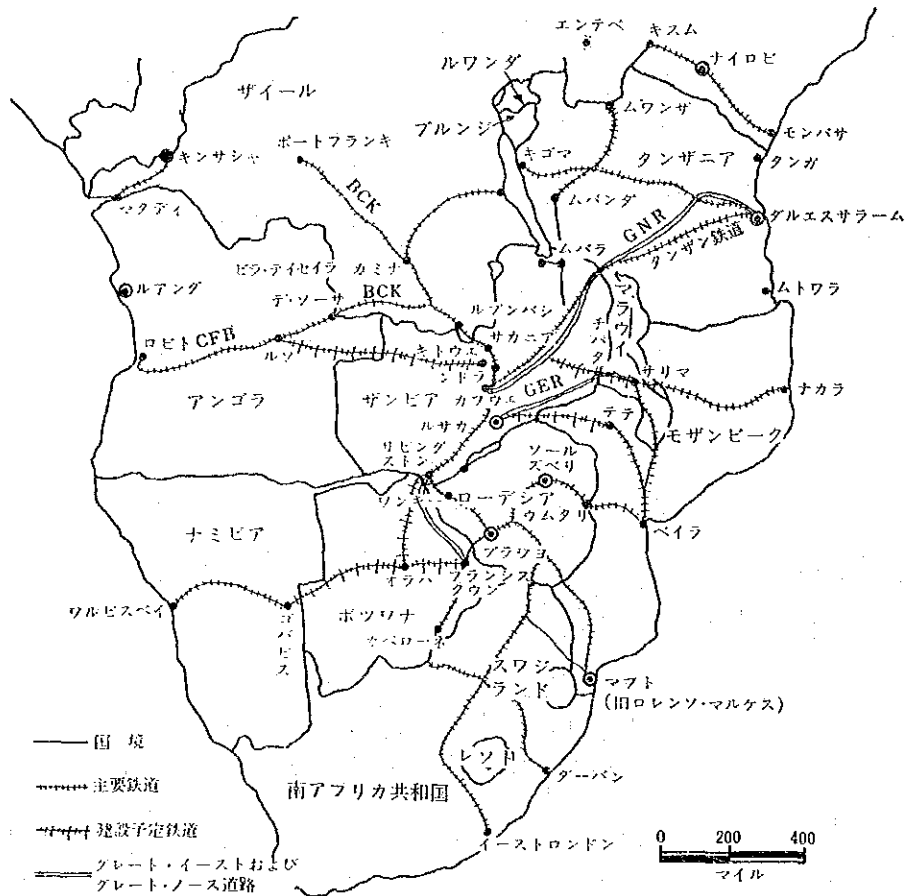 エンテベ
キスム
ナイロビ
ルワンダ
ザイール
ムワンザ
ブルンジ
ポートフランキ
モンバサ
キンサシャ
キゴマ
タンザニア
タンガ
BCK
マタディ
ムパンダ
GNR
ダルエスサラーム
タンザン鉄道
ムバラ
ビラ・テイセイラ
カミナ
ルアンダ
デ・ソーサ
BCK
ルブンバシ
マラウイ
ムトワラ
サカニア
チパタ
ロビト
CFB
キトウエ
ルソ
ンドラ
サリマ
GER
ナカラ
アンゴラ
ザンビア
カブウエ
ルサカ
テテ
モザンビーク
リビングストン
ソールズベリ
ワンキー
ローデシア
ウムタリ
ナミビア
ベイラ
ブラワヨ
オラハ
フランシスタウン
ワルビスベイ
ゴバビス
ボツワナ
ガベローネ
スワジ
ランド
マプト
(旧ロレンソ・マルケス)
国 境
レソト
主要鉄道
南アフリカ共和国
ダーバン
建設予定鉄道
イーストロンドン
0 200 400
マイル
グレート・イーストおよび
グレート・ノース道路